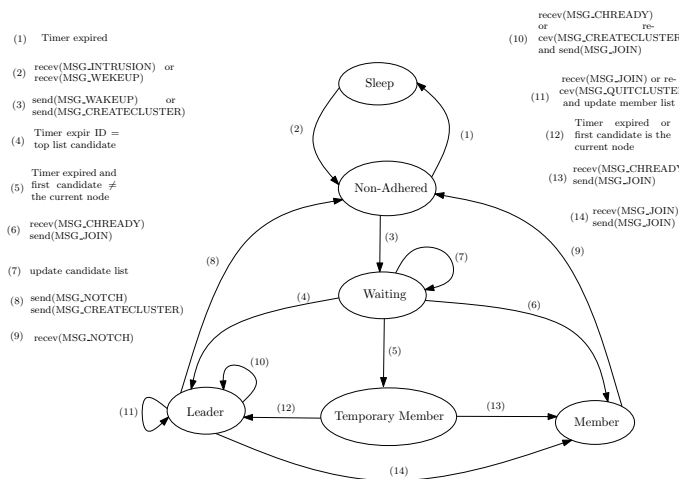 (1) Timer expired
(2) recev(MSG_INTRUSION) or
recev(MSG_WEKEUP)
(3) send(MSG_WAKEUP) or
send(MSG_CREATECLUSTER)
(4) Timer expir ID =
top list candidate
(5) Timer expired and
first candidate ≠
the current node
(6) recev(MSG_CHREADY)
send(MSG_JOIN)
(7) update candidate list
(8) send(MSG_NOTCH)
send(MSG_CREATECLUSTER)
(9) recev(MSG_NOTCH)
Sleep
(2)
(1)
Non-Adhered
(3)
(8)
(9)
(7)
Waiting
(4)
(6)
(5)
(10)
(11)
Leader
(12)
Temporary Member
(13)
Member
(14)
recev(MSG_CHREADY)
or re-
(10) cev(MSG_CREATECLUSTER
and send(MSG_JOIN)
recev(MSG_JOIN) or re-
(11) cev(MSG_QUITCLUSTE
and update member list
Timer expired or
(12) first candidate is the
current node
(13) recev(MSG_CHREADY
send(MSG_JOIN)
(14) recev(MSG_JOIN)
send(MSG_JOIN)